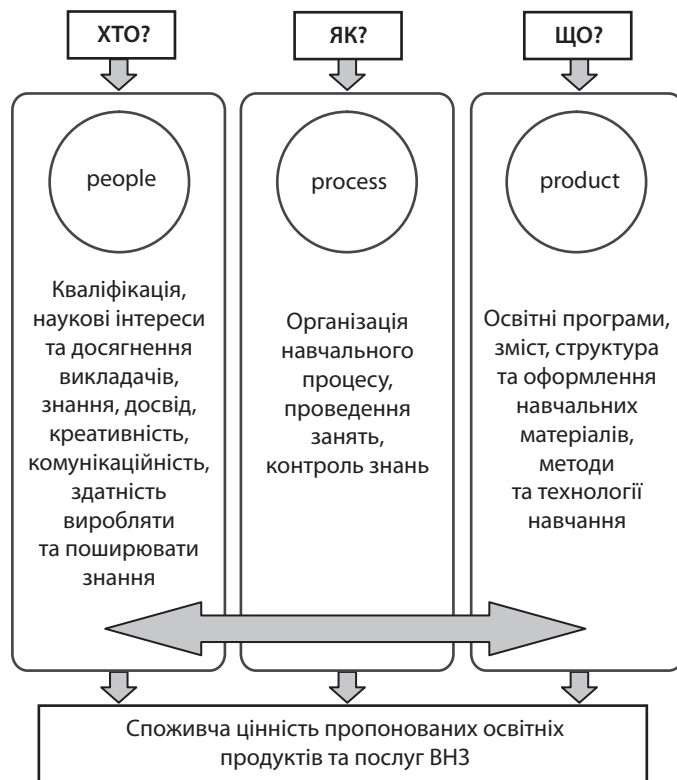 ХТО?
ЯК?
ЩО?
people
process
product
Кваліфікація,
наукові інтереси
та досягнення
викладачів,
знання, досвід,
креативність,
комунікаційність,
здатність
виробляти
та поширювати
знання
Організація
навчального
процесу,
проведення
занять,
контроль знань
Освітні програми,
зміст, структура
та оформлення
навчальних
матеріалів,
методи
та технології
навчання
Споживча цінність пропонованих освітніх
продуктів та послуг ВНЗ